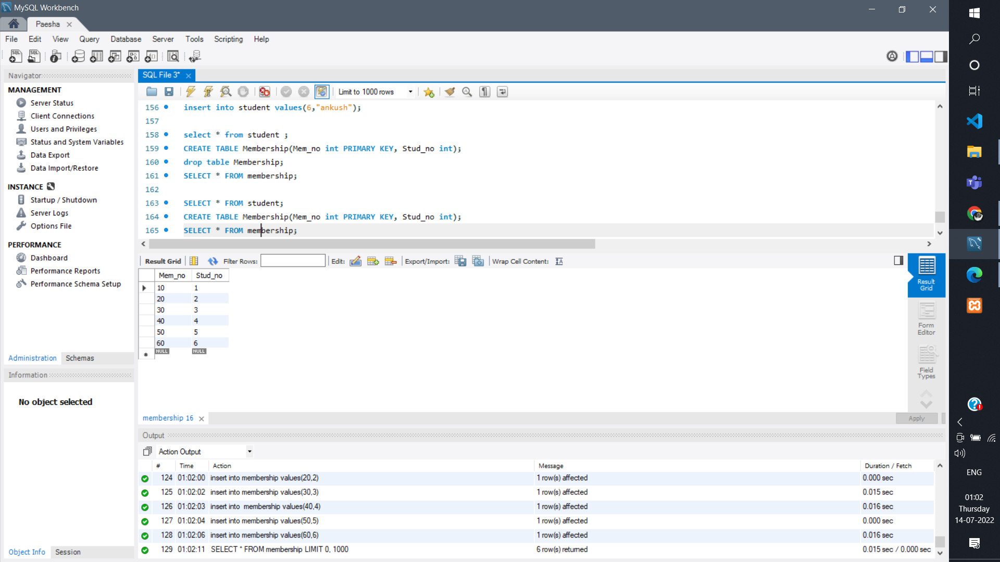 MySQL Workbench
Paesha
File Edit View Query Database Server Tools Scripting Help
Navigator
MANAGEMENT
Server Status
Client Connections
Users and Privileges
Status and System Variables
Data Export
Data Import/Restore
INSTANCE
Startup / Shutdown
Server Logs
Options File
PERFORMANCE
Dashboard
Performance Reports
Performance Schema Setup
Administration Schemas
Information
No object selected
Object Info Session
SQL File 3*
Limit to 1000 rows
156 insert into student values(6,"ankush");
157
158 select * from student ;
159 CREATE TABLE Membership(Mem_no int PRIMARY KEY, Stud_no int);
160 drop table Membership;
161 SELECT * FROM membership;
162
163 SELECT * FROM student;
164 CREATE TABLE Membership(Mem_no int PRIMARY KEY, Stud_no int);
165 SELECT * FROM membership;
Result Grid Filter Rows: Edit: Export/Import: Wrap Cell Content:
Mem_no Stud_no
10 1
20 2
30 3
40 4
50 5
60 6
NULL NULL
Result Grid
Form Editor
Field Types
membership 16
Apply
Output
Action Output
# Time Action Message Duration / Fetch
124 01:02:00 insert into membership values(20,2) 1 row(s) affected 0.000 sec
125 01:02:02 insert into membership values(30,3) 1 row(s) affected 0.015 sec
126 01:02:03 insert into  membership values(40,4) 1 row(s) affected 0.016 sec
127 01:02:04 insert into membership values(50,5) 1 row(s) affected 0.000 sec
128 01:02:06 insert into membership values(60,6) 1 row(s) affected 0.016 sec
129 01:02:11 SELECT * FROM membership LIMIT 0, 1000 6 row(s) returned 0.015 sec / 0.000 sec
ENG
01:02
Thursday
14-07-2022